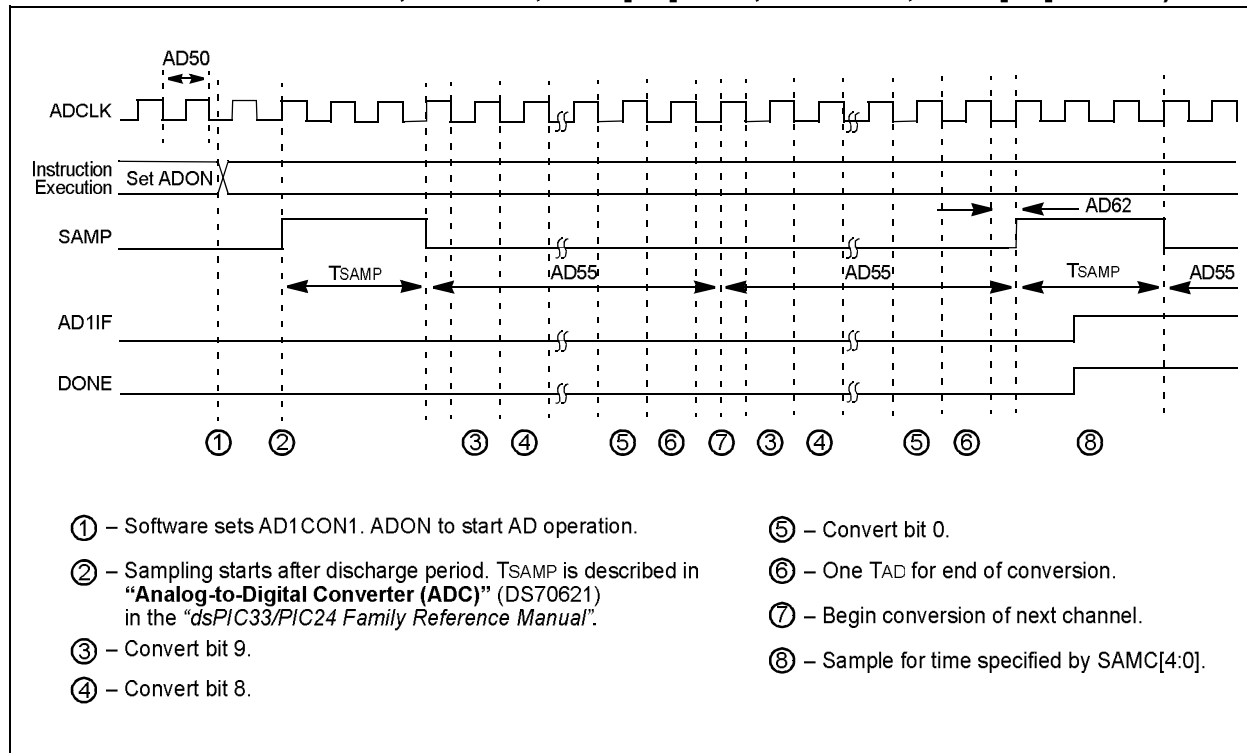 AD50
ADCLK
Instruction
Execution
Set ADON
SAMP
AD62
TSAMP
AD55
AD55
TSAMP
AD55
AD1IF
DONE
① ② ③ ④ ⑤ ⑥ ⑦ ③ ④ ⑤ ⑥ ⑧
① – Software sets AD1CON1. ADON to start AD operation.
② – Sampling starts after discharge period. TSAMP is described in
"Analog-to-Digital Converter (ADC)" (DS70621)
in the "dsPIC33/PIC24 Family Reference Manual".
③ – Convert bit 9.
④ – Convert bit 8.
⑤ – Convert bit 0.
⑥ – One TAD for end of conversion.
⑦ – Begin conversion of next channel.
⑧ – Sample for time specified by SAMC[4:0].